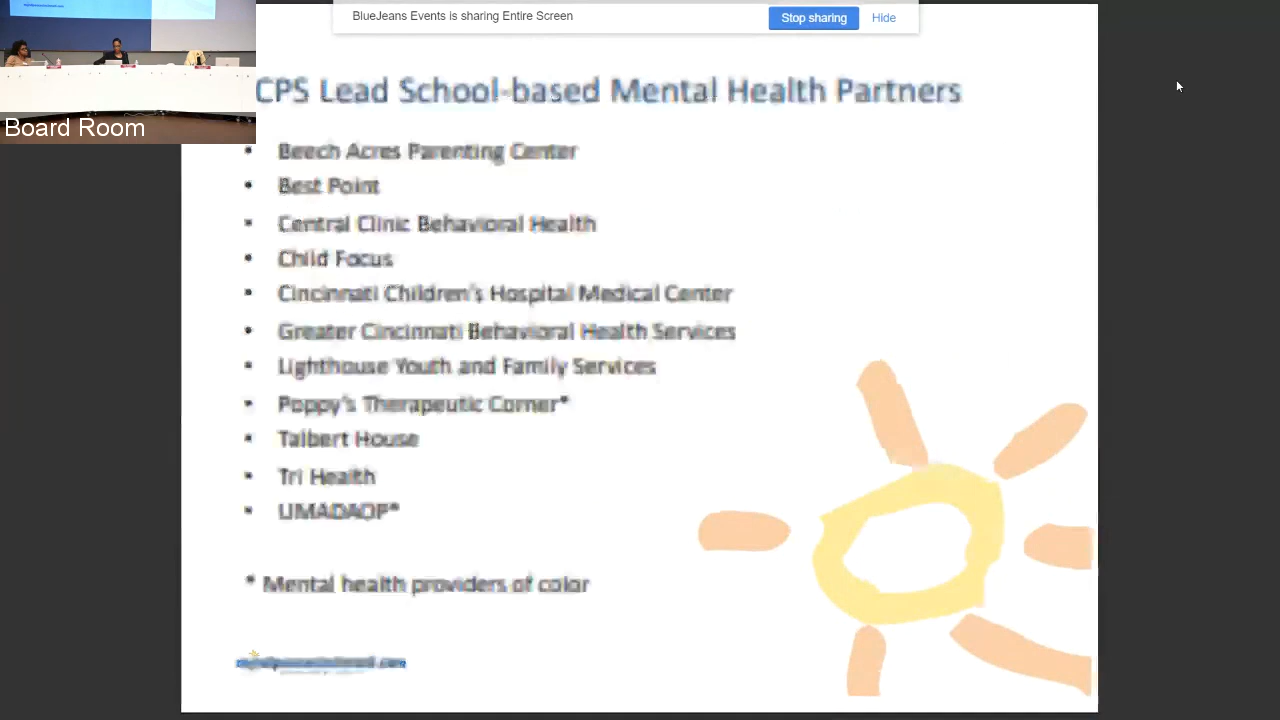 BlueJeans Events is sharing Entire Screen
Stop sharing
Hide
Board Room
CPS Lead School-based Mental Health Partners
• Beech Acres Parenting Center
• Best Point
• Central Clinic Behavioral Health
• Child Focus
• Cincinnati Children's Hospital Medical Center
• Greater Cincinnati Behavioral Health Services
• Lighthouse Youth and Family Services
• Poppy's Therapeutic Corner*
• Talbert House
• Tri Health
• UMADAOP*
* Mental health providers of color